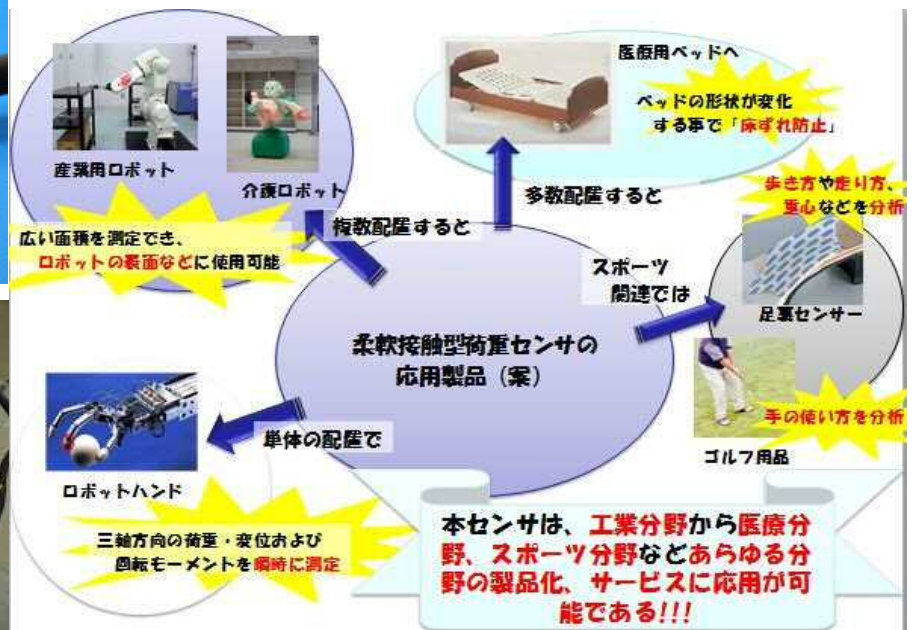 産業用ロボット
介護ロボット
広い面積を測定でき、
ロボットの表面などに使用可能
複数配置すると
医療用ベッドへ
ベッドの形状が変化
する事で「床ずれ防止」
多数配置すると
歩き方や走り方、
重心などを分析
スポーツ
関連では
足裏センサー
手の使い方を分析
ゴルフ用品
柔軟接触型荷重センサの
応用製品(案)
単体の配置で
ロボットハンド
三軸方向の荷重・変位および
回転モーメントを瞬時に測定
本センサは、工業分野から医療分
野、スポーツ分野などあらゆる分
野の製品化、サービスに応用が可
能である!!!